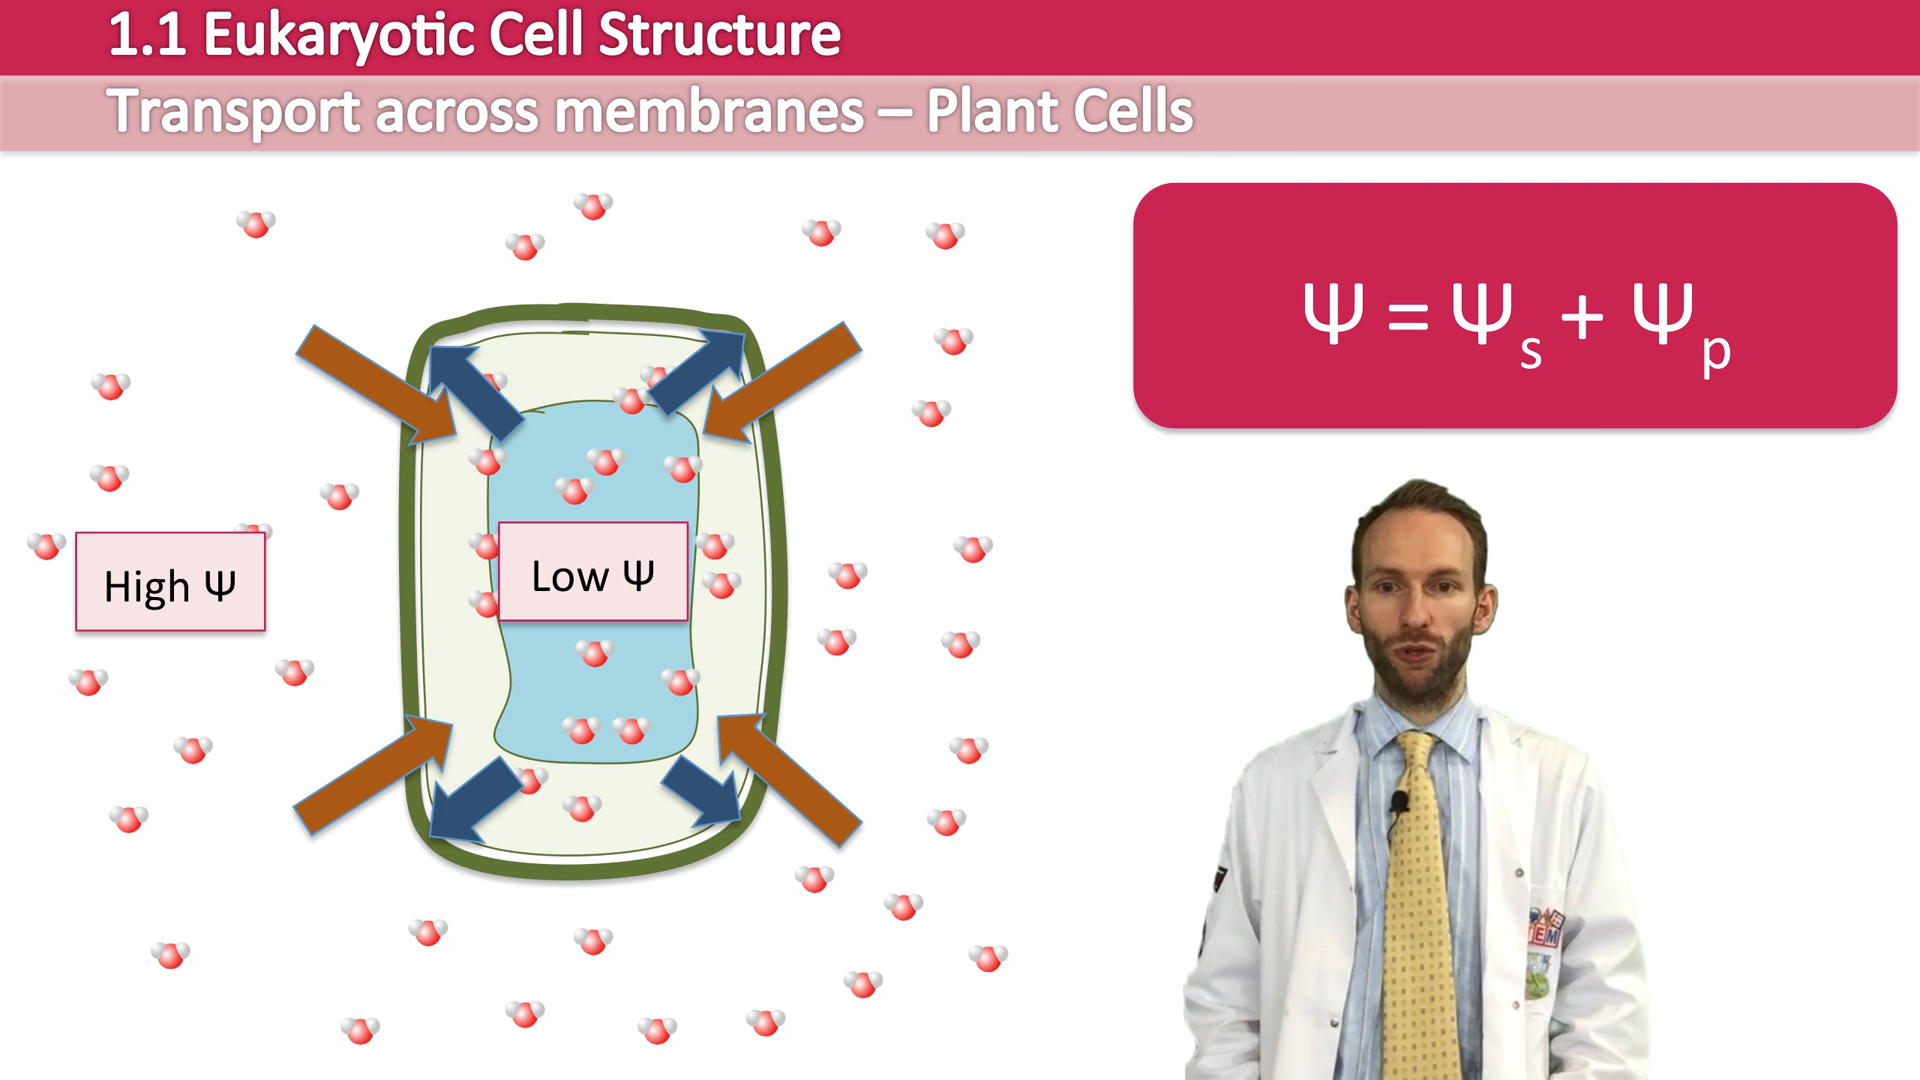 1.1 Eukaryotic Cell Structure
Transport across membranes – Plant Cells
Ψ = Ψs + Ψp
High Ψ
Low Ψ